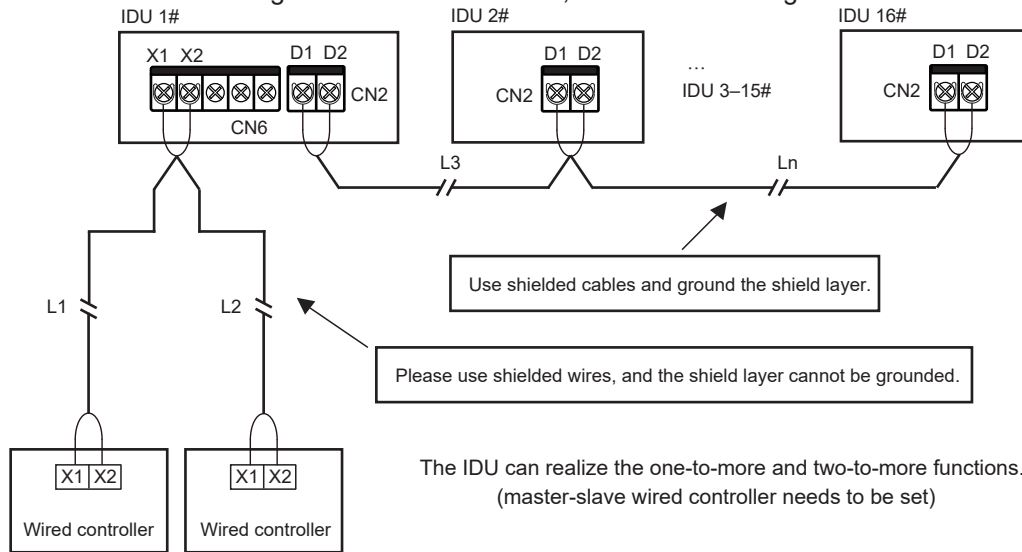 IDU 1#
IDU 2#
IDU 16#
X1 X2
D1 D2
CN2
CN6
D1 D2
CN2
…
IDU 3–15#
D1 D2
CN2
L3
Ln
Use shielded cables and ground the shield layer.
L1
L2
Please use shielded wires, and the shield layer cannot be grounded.
X1 X2
Wired controller
X1 X2
Wired controller
The IDU can realize the one-to-more and two-to-more functions.
(master-slave wired controller needs to be set)